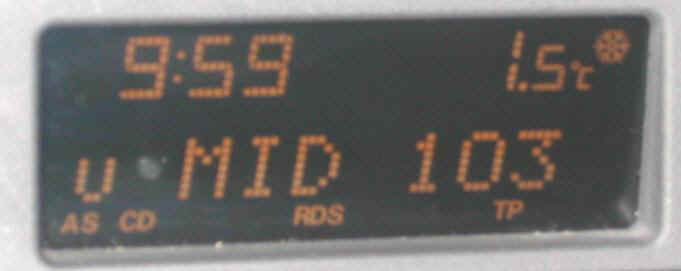 9:59 1.5°C
u MID 103
AS CD RDS TP